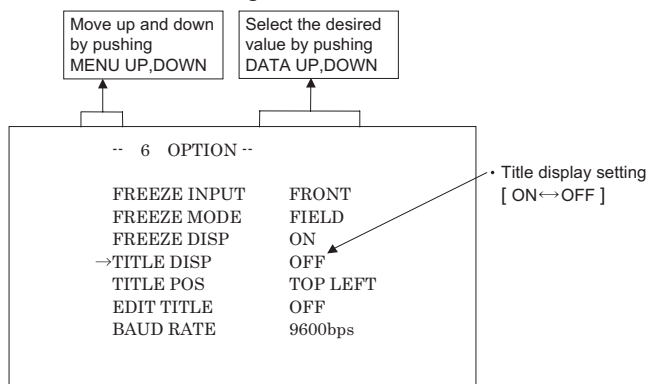 Move up and down
by pushing
MENU UP,DOWN
Select the desired
value by pushing
DATA UP,DOWN
-- 6 OPTION --
FREEZE INPUT FRONT
FREEZE MODE FIELD
FREEZE DISP ON
→TITLE DISP OFF
TITLE POS TOP LEFT
EDIT TITLE OFF
BAUD RATE 9600bps
• Title display setting
[ ON↔OFF ]